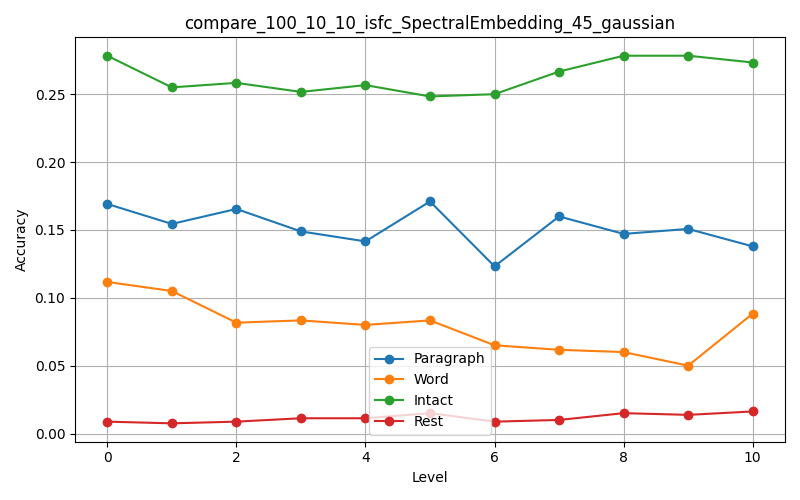 compare_100_10_10_isfc_SpectralEmbedding_45_gaussian
Accuracy
0.25
0.20
0.15
0.10
0.05
0.00
Paragraph
Word
Intact
Rest
0 2 4 6 8 10
Level